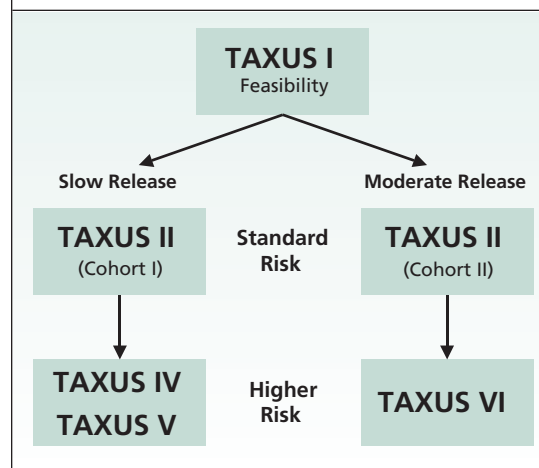 TAXUS I
Feasibility
Slow Release
Moderate Release
TAXUS II
(Cohort I)
Standard
Risk
TAXUS II
(Cohort II)
TAXUS IV
TAXUS V
Higher
Risk
TAXUS VI